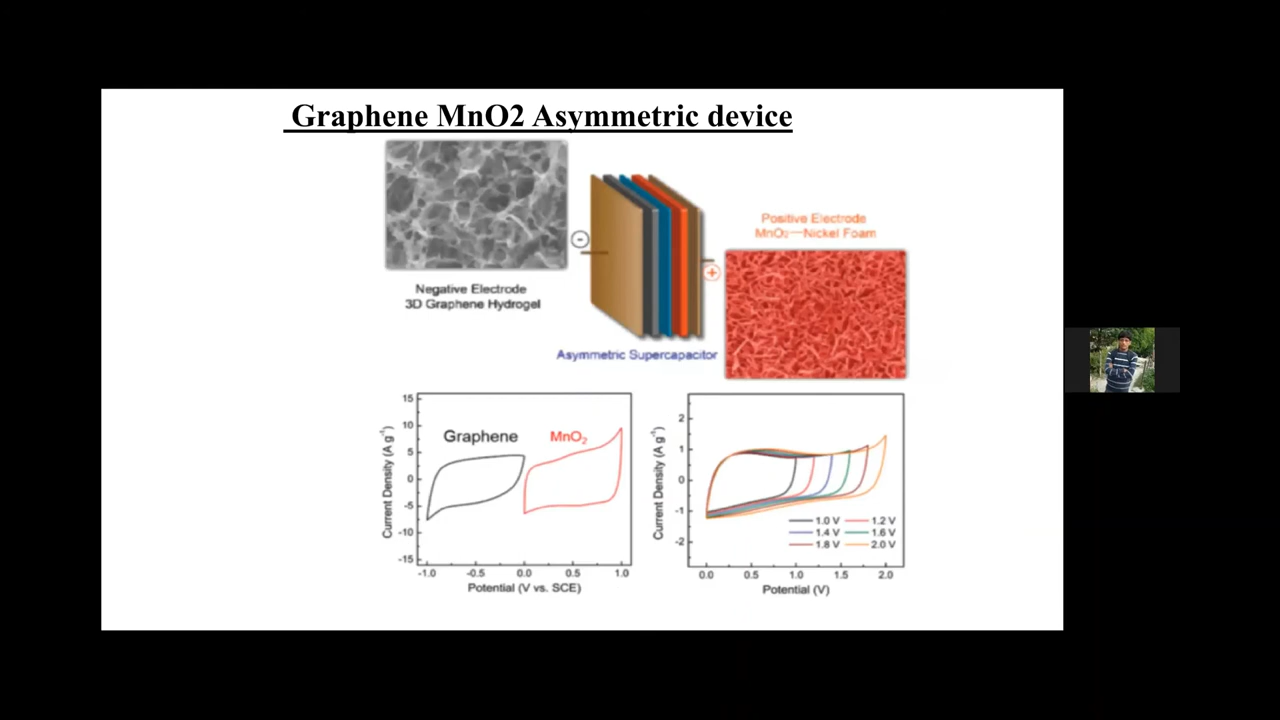 Graphene MnO2 Asymmetric device
Positive Electrode
MnO₂—Nickel Foam
Negative Electrode
3D Graphene Hydrogel
Asymmetric Supercapacitor
Graphene
MnO₂
Current Density (A g⁻¹)
15
10
5
0
-5
-10
-15
-1.0 -0.5 0.0 0.5 1.0
Potential (V vs. SCE)
Current Density (A g⁻¹)
2
1
0
-1
-2
1.0 V 1.2 V
1.4 V 1.6 V
1.8 V 2.0 V
0.0 0.5 1.0 1.5 2.0
Potential (V)